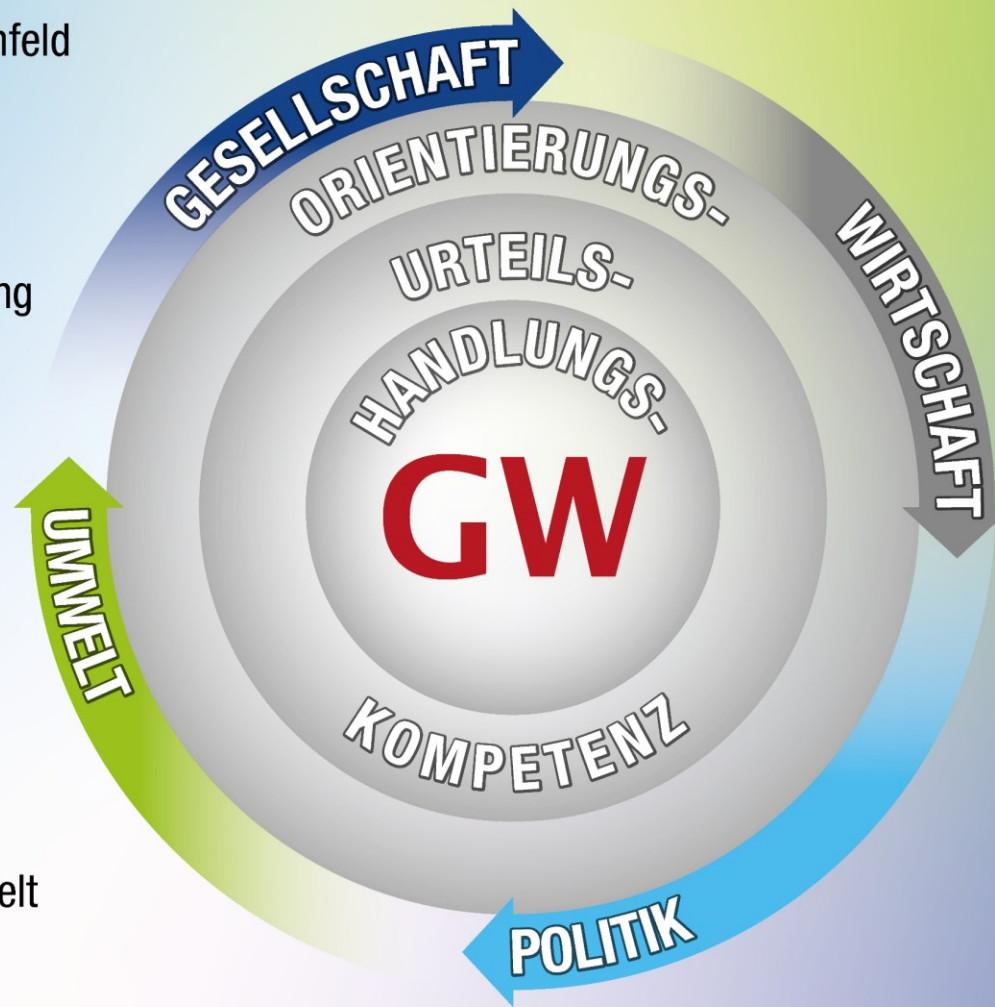 nfeld
GESELLSCHAFT
ORIENTIERUNGS-
WIRTSCHAFT
URTEILS-
ng
HANDLUNGS-
GW
UMWELT
KOMPETENZ
elt
POLITIK